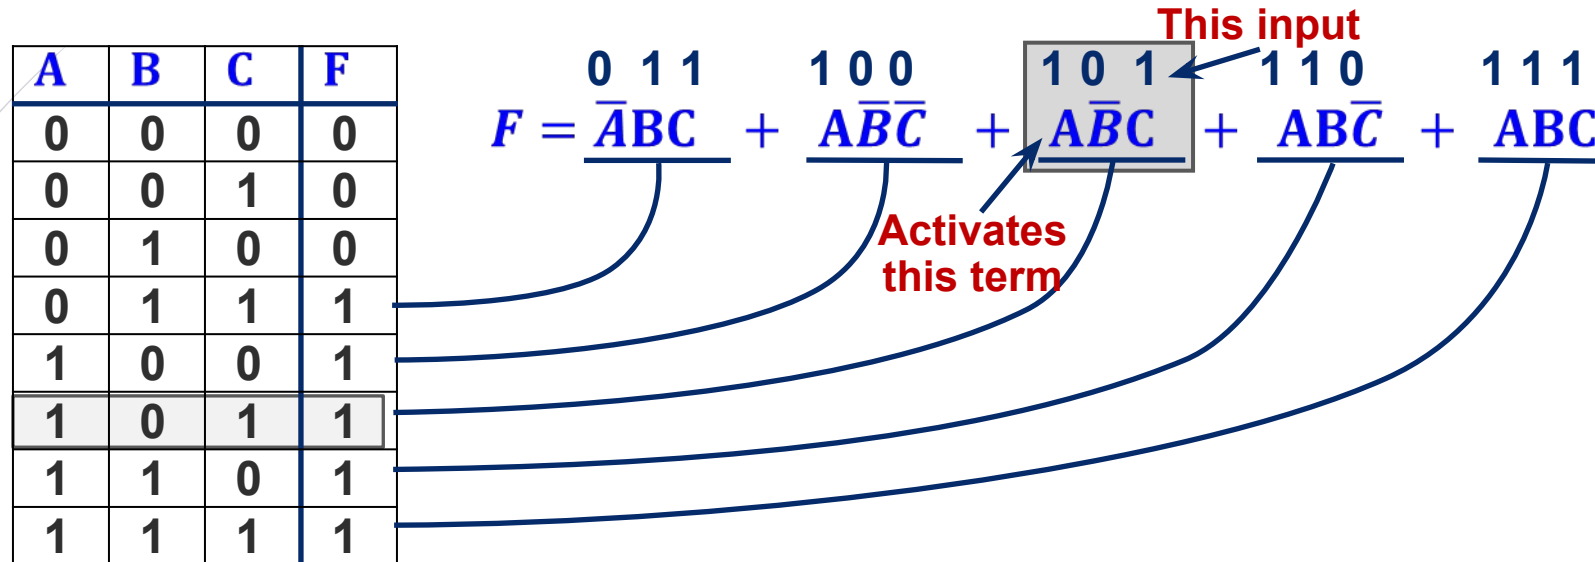 A B C F
0 0 0 0
0 0 1 0
0 1 0 0
0 1 1 1
1 0 0 1
1 0 1 1
1 1 0 1
1 1 1 1
This input
0 1 1 1 0 0 1 0 1 1 1 0 1 1 1
F = A̅BC + AB̅C̅ + AB̅C + ABC̅ + ABC
Activates
this term